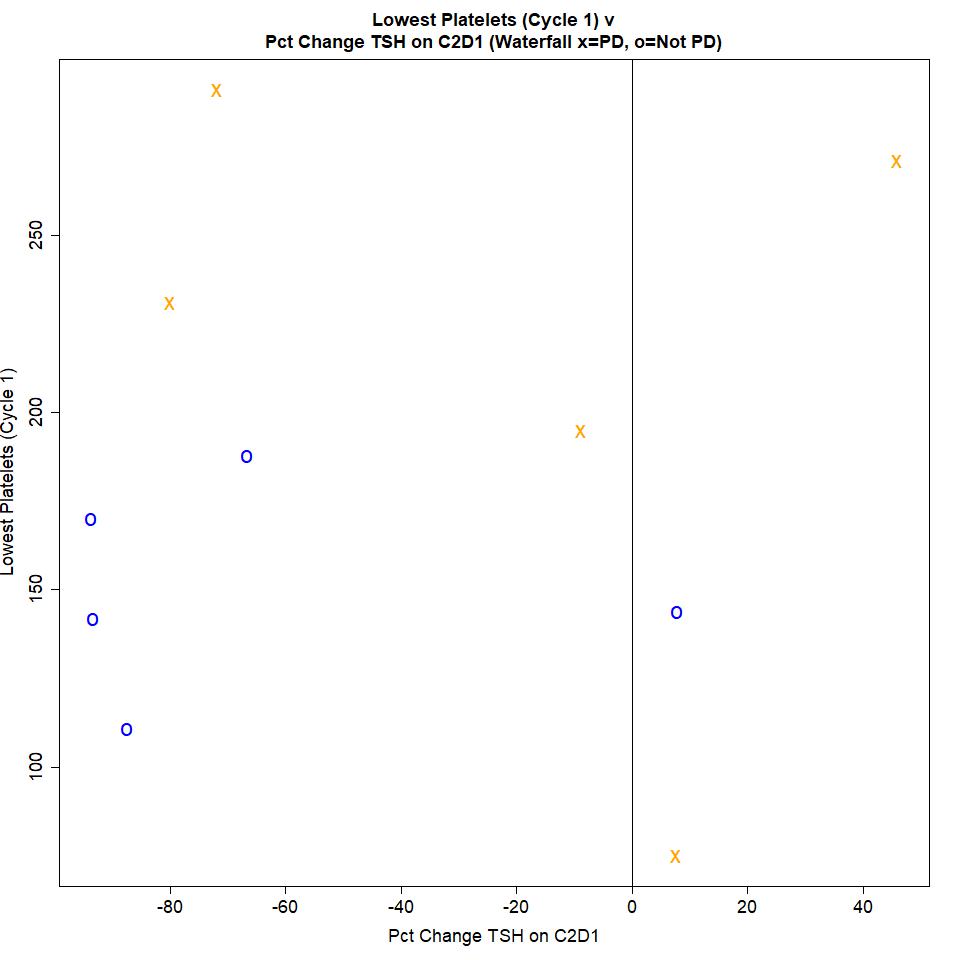 Lowest Platelets (Cycle 1) v
Pct Change TSH on C2D1 (Waterfall x=PD, o=Not PD)
Lowest Platelets (Cycle 1)
250
200
150
100
X
X
X
X
X
O
O
O
O
O
-80 -60 -40 -20 0 20 40
Pct Change TSH on C2D1